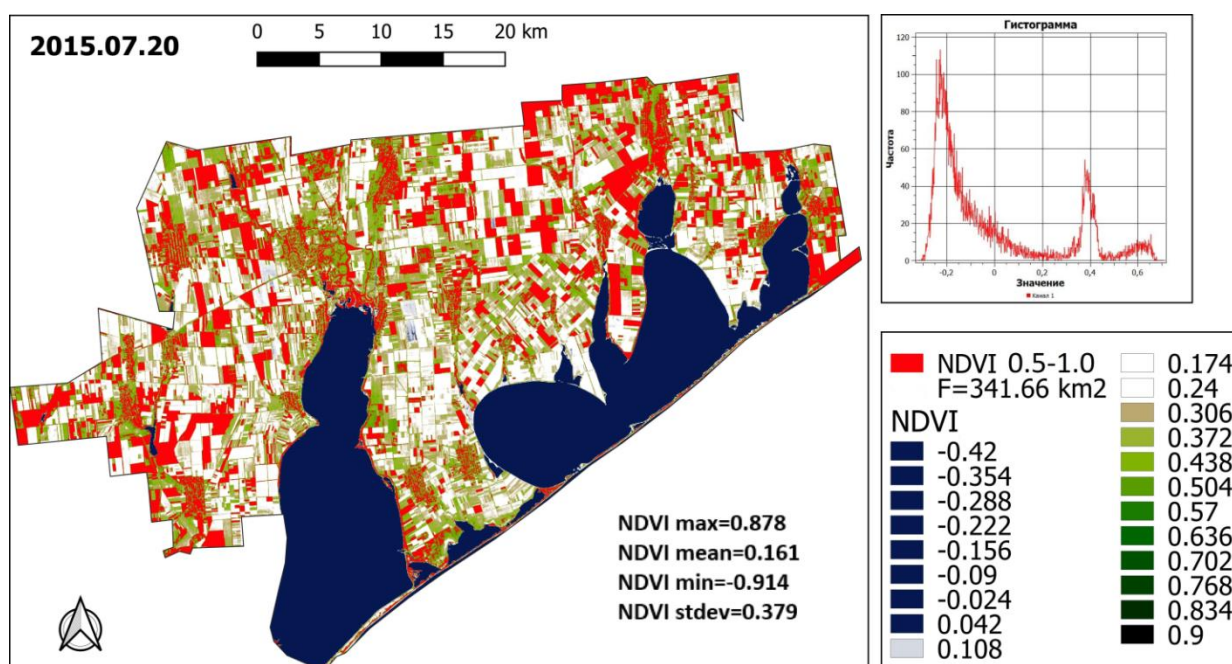 2015.07.20
0 5 10 15 20 km
NDVI max=0.878
NDVI mean=0.161
NDVI min=-0.914
NDVI stdev=0.379
Гистограмма
Частота
120
100
80
60
40
20
0
-0,2 0 0,2 0,4 0,6
Значение
Канал 1
NDVI 0.5-1.0
F=341.66 km2
NDVI
-0.42
-0.354
-0.288
-0.222
-0.156
-0.09
-0.024
0.042
0.108
0.174
0.24
0.306
0.372
0.438
0.504
0.57
0.636
0.702
0.768
0.834
0.9